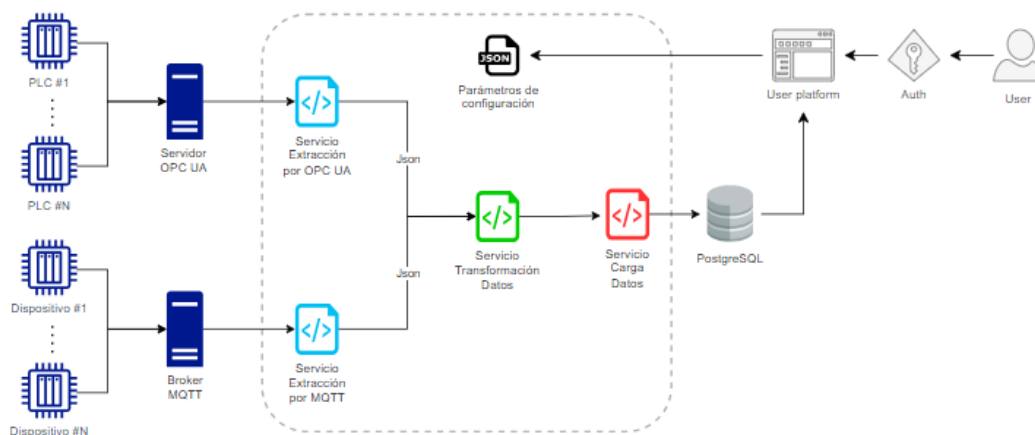 PLC #1
PLC #N
Servidor
OPC UA
Servicio
Extracción
por OPC UA
Json
JSON
Parámetros de
configuración
User platform
Auth
User
Servicio
Transformación
Datos
Servicio
Carga
Datos
PostgreSQL
Dispositivo #1
Dispositivo #N
Broker
MQTT
Servicio
Extracción
por MQTT
Json